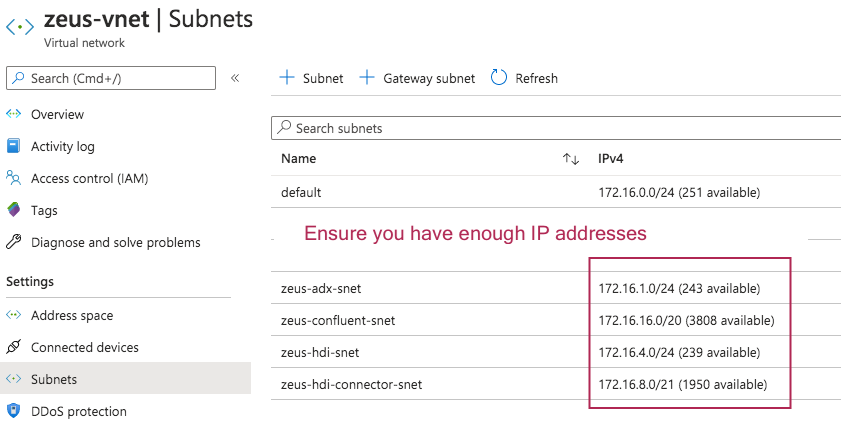 zeus-vnet | Subnets
Virtual network
Search (Cmd+/)
«
Overview
Activity log
Access control (IAM)
Tags
Diagnose and solve problems
Settings
Address space
Connected devices
Subnets
DDoS protection
+ Subnet + Gateway subnet Refresh
Search subnets
Name ↑↓ IPv4
default 172.16.0.0/24 (251 available)
Ensure you have enough IP addresses
zeus-adx-snet 172.16.1.0/24 (243 available)
zeus-confluent-snet 172.16.16.0/20 (3808 available)
zeus-hdi-snet 172.16.4.0/24 (239 available)
zeus-hdi-connector-snet 172.16.8.0/21 (1950 available)